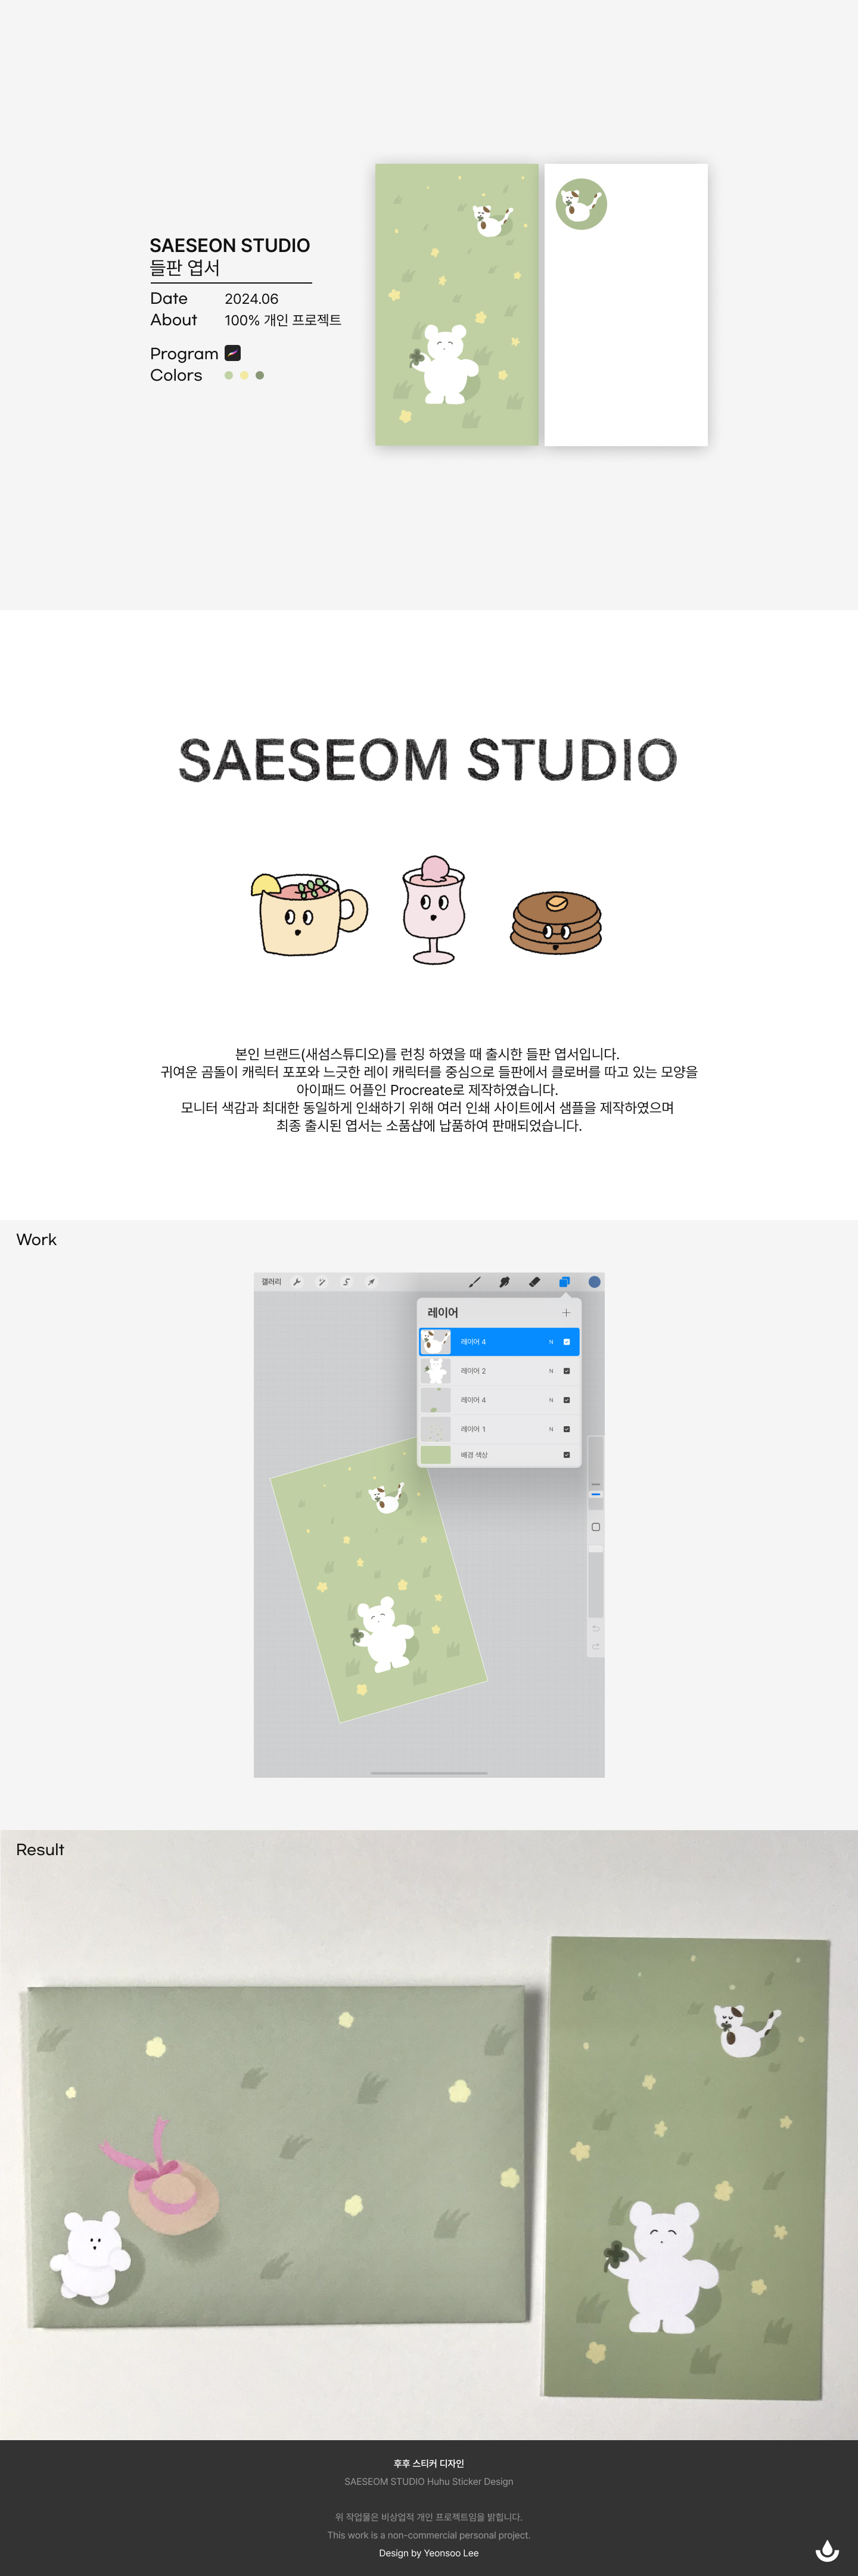 SAESEON STUDIO
들판 엽서
Date 2024.06
About 100% 개인 프로젝트
Program
Colors
SAESEOM STUDIO
본인 브랜드(새섬스튜디오)를 런칭 하였을 때 출시한 들판 엽서입니다.
귀여운 곰돌이 캐릭터 포포와 느긋한 레이 캐릭터를 중심으로 들판에서 클로버를 따고 있는 모양을
아이패드 어플인 Procreate로 제작하였습니다.
모니터 색감과 최대한 동일하게 인쇄하기 위해 여러 인쇄 사이트에서 샘플을 제작하였으며
최종 출시된 엽서는 소품샵에 납품하여 판매되었습니다.
Work
갤러리
레이어
레이어 4 N
레이어 2 N
레이어 4 N
레이어 1 N
배경 색상
Result
후후 스티커 디자인
SAESEOM STUDIO Huhu Sticker Design
위 작업물은 비상업적 개인 프로젝트임을 밝힙니다.
This work is a non-commercial personal project.
Design by Yeonsoo Lee